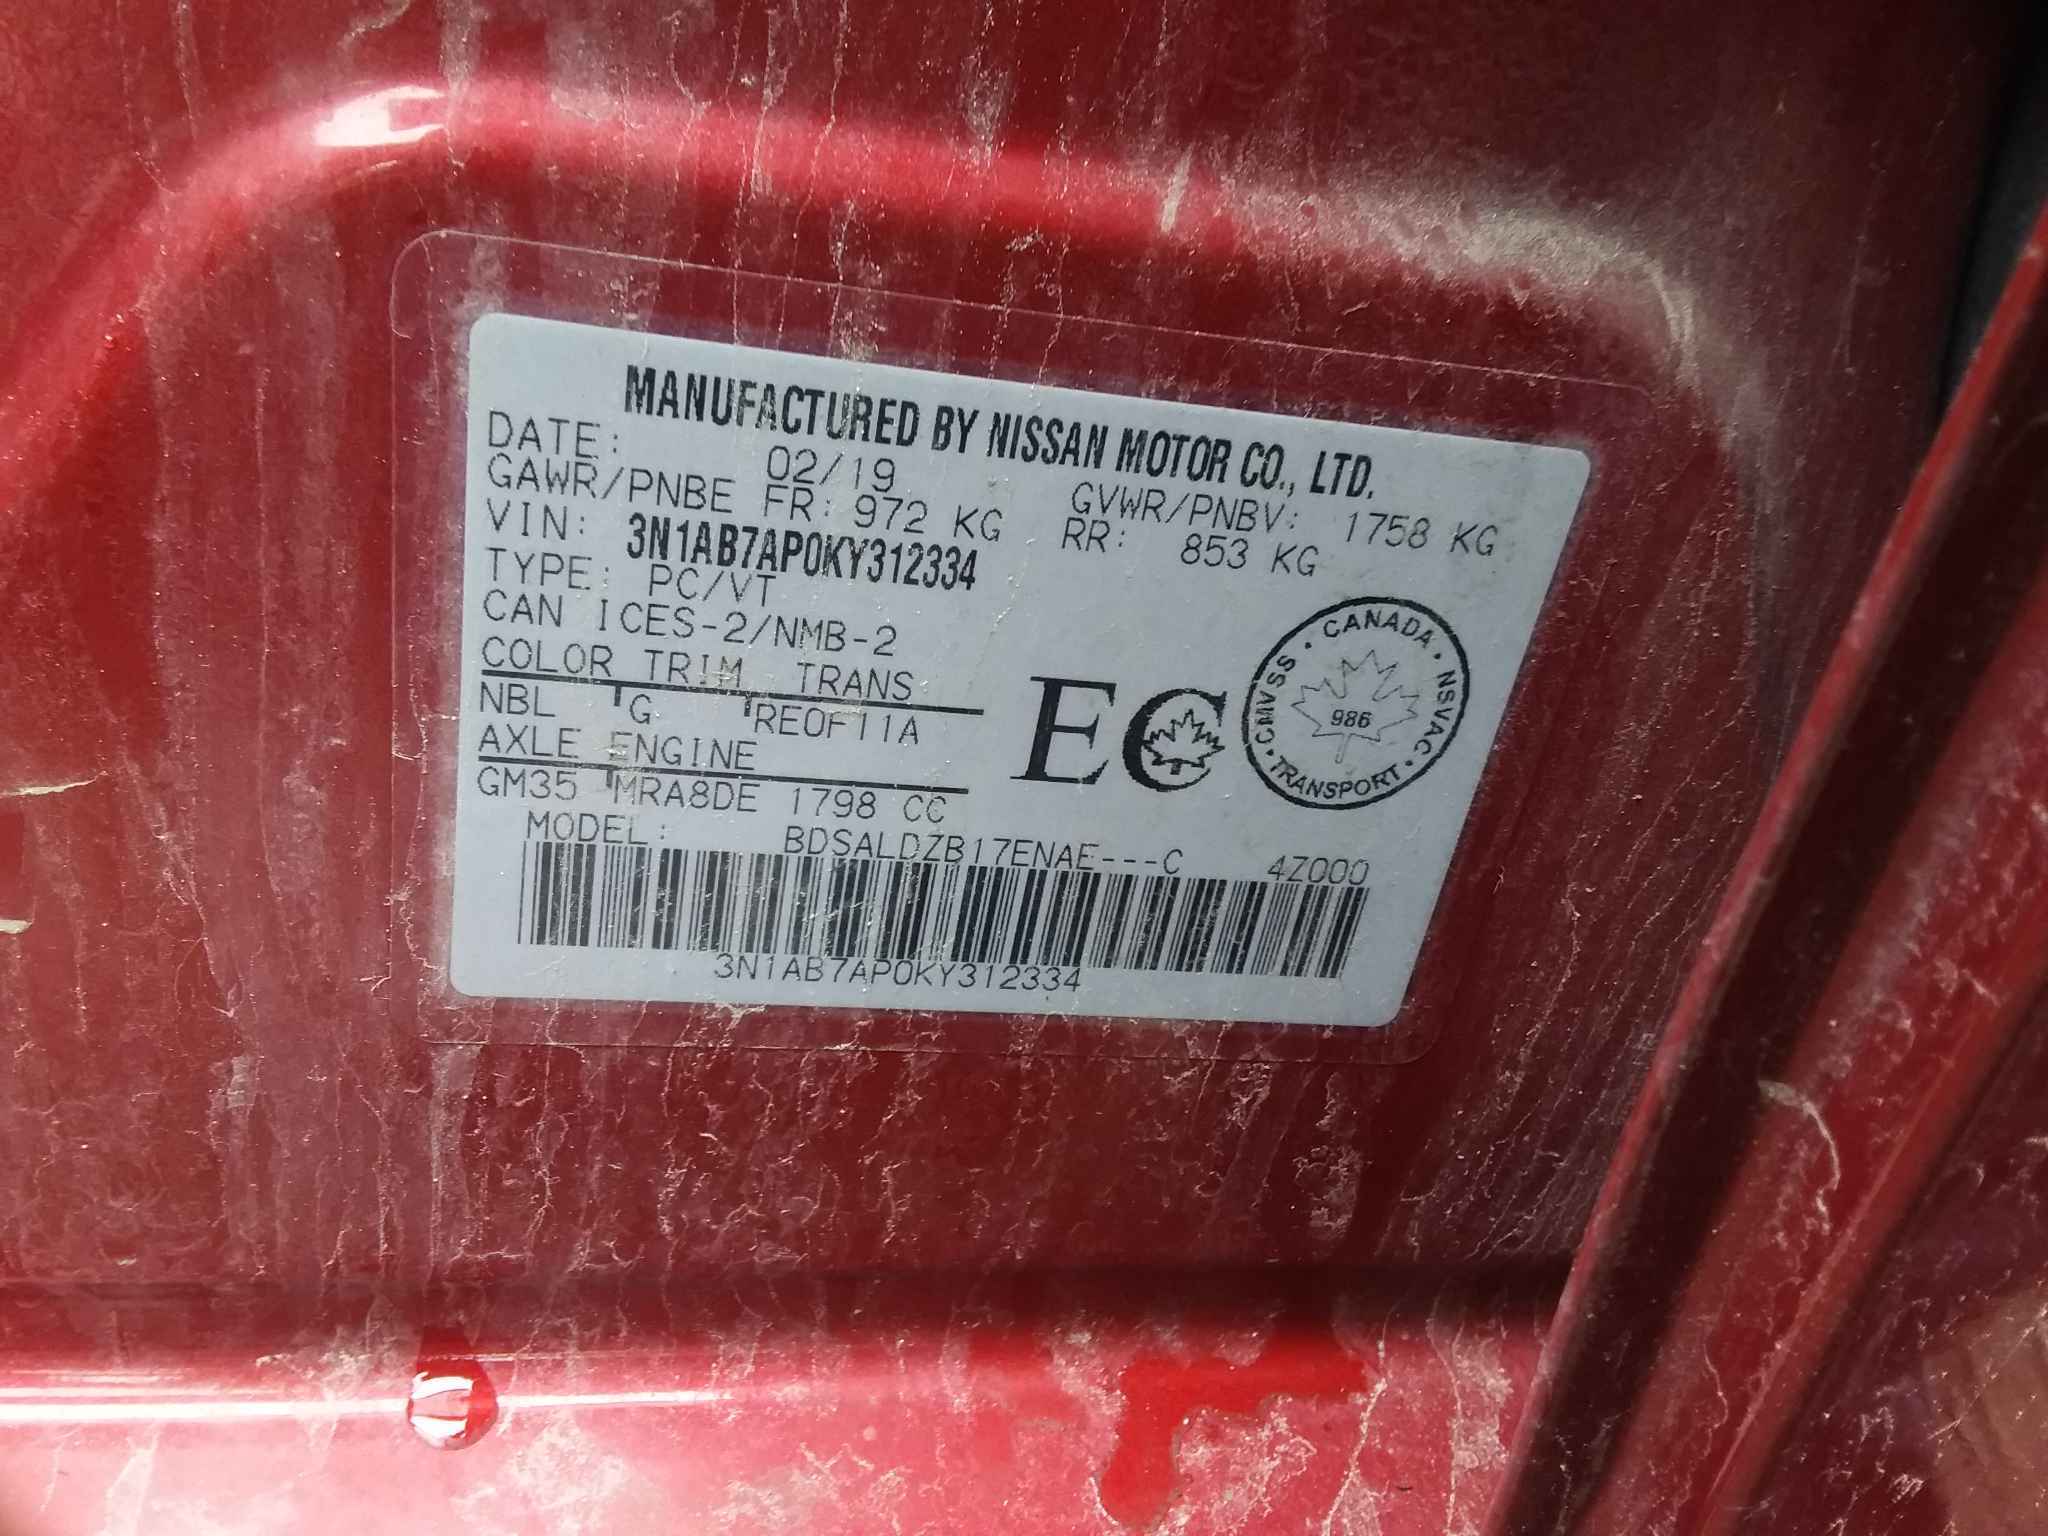 MANUFACTURED BY NISSAN MOTOR CO., LTD.
DATE: 02/19 GVWR/PNBV: 1758 KG
GAWR/PNBE FR: 972 KG RR: 853 KG
VIN: 3N1AB7AP0KY312334
TYPE: PC/VT
CAN ICES-2/NMB-2
COLOR TRIM TRANS
NBL G RE0F11A
AXLE ENGINE
GM35 MRA8DE 1798 CC
EC
CANADA · NSVAC · TRANSPORT · CMVSS ·
986
MODEL: BDSALDZB17ENAE---C 4Z000
3N1AB7AP0KY312334